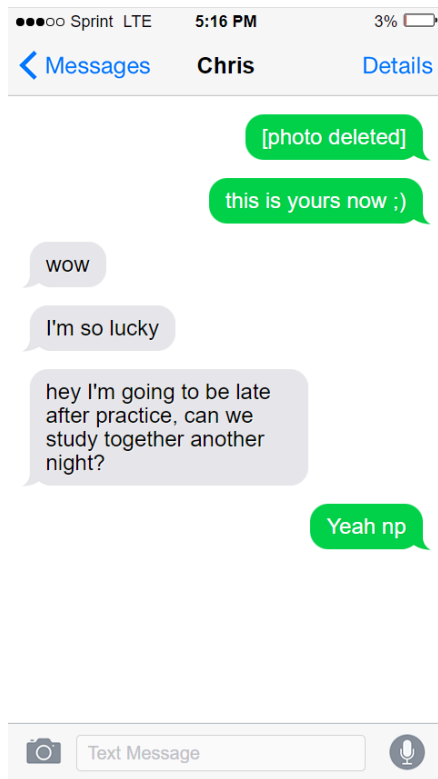 Sprint LTE 5:16 PM 3%
Messages Chris Details
[photo deleted]
this is yours now ;)
wow
I'm so lucky
hey I'm going to be late
after practice, can we
study together another
night?
Yeah np
Text Message